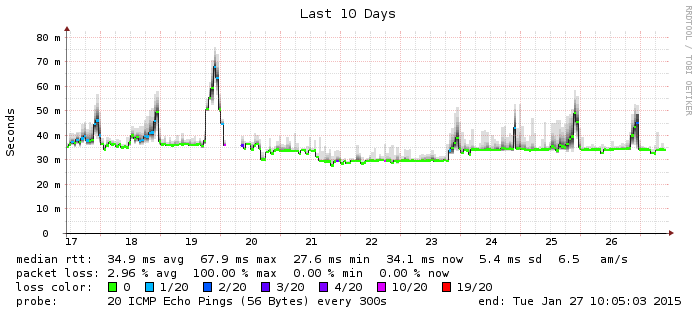 Last 10 Days
RRDTOOL / TOBI OETIKER
Seconds
80 m
70 m
60 m
50 m
40 m
30 m
20 m
10 m
0
17 18 19 20 21 22 23 24 25 26
median rtt: 34.9 ms avg 67.9 ms max 27.6 ms min 34.1 ms now 5.4 ms sd 6.5 am/s
packet loss: 2.96 % avg 100.00 % max 0.00 % min 0.00 % now
loss color: 0 1/20 2/20 3/20 4/20 10/20 19/20
probe: 20 ICMP Echo Pings (56 Bytes) every 300s end: Tue Jan 27 10:05:03 2015